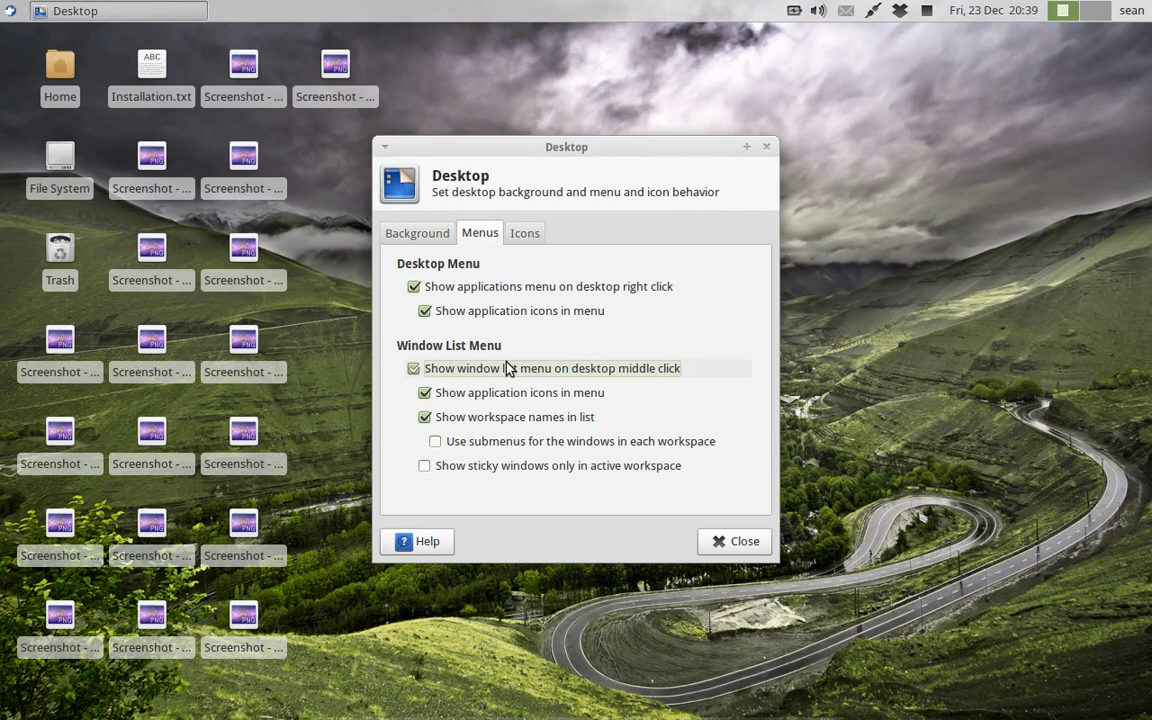 Desktop
Fri, 23 Dec 20:39
sean
Home
Installation.txt
Screenshot - ...
Screenshot - ...
File System
Screenshot - ...
Screenshot - ...
Trash
Screenshot - ...
Screenshot - ...
Screenshot - ...
Screenshot - ...
Screenshot - ...
Screenshot - ...
Screenshot - ...
Screenshot - ...
Screenshot - ...
Screenshot - ...
Screenshot - ...
Screenshot - ...
Screenshot - ...
Screenshot - ...
Desktop
Desktop
Set desktop background and menu and icon behavior
Background
Menus
Icons
Desktop Menu
Show applications menu on desktop right click
Show application icons in menu
Window List Menu
Show window list menu on desktop middle click
Show application icons in menu
Show workspace names in list
Use submenus for the windows in each workspace
Show sticky windows only in active workspace
Help
Close